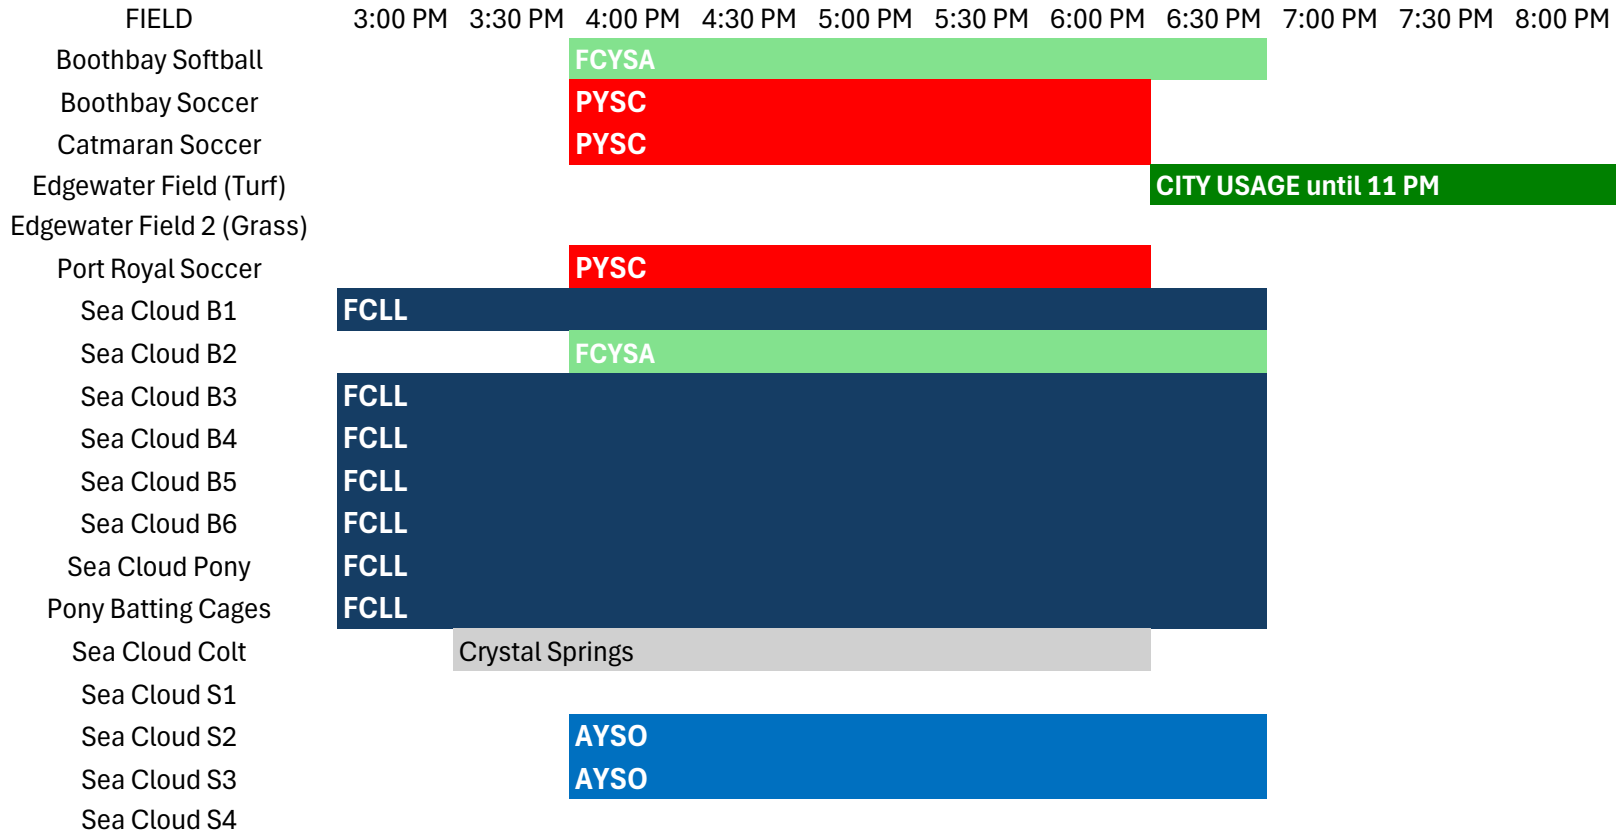 FIELD 3:00 PM 3:30 PM 4:00 PM 4:30 PM 5:00 PM 5:30 PM 6:00 PM 6:30 PM 7:00 PM 7:30 PM 8:00 PM
Boothbay Softball FCYSA
Boothbay Soccer PYSC
Catmaran Soccer PYSC
Edgewater Field (Turf) CITY USAGE until 11 PM
Edgewater Field 2 (Grass)
Port Royal Soccer PYSC
Sea Cloud B1 FCLL
Sea Cloud B2 FCYSA
Sea Cloud B3 FCLL
Sea Cloud B4 FCLL
Sea Cloud B5 FCLL
Sea Cloud B6 FCLL
Sea Cloud Pony FCLL
Pony Batting Cages FCLL
Sea Cloud Colt Crystal Springs
Sea Cloud S1
Sea Cloud S2 AYSO
Sea Cloud S3 AYSO
Sea Cloud S4